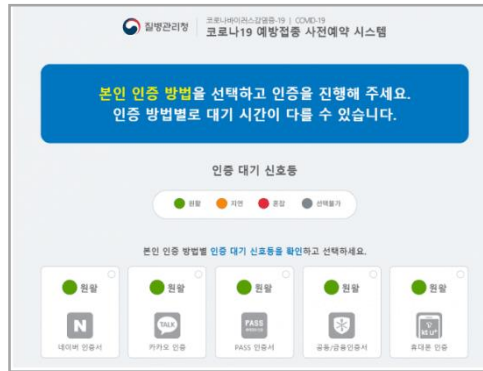 질병관리청
코로나바이러스감염증-19 | COVID-19
코로나19 예방접종 사전예약 시스템
본인 인증 방법을 선택하고 인증을 진행해 주세요.
인증 방법별로 대기 시간이 다를 수 있습니다.
인증 대기 신호등
원활 지연 혼잡 선택불가
본인 인증 방법별 인증 대기 신호등을 확인하고 선택하세요.
원활 원활 원활 원활 원활
N TALK PASS
네이버 인증서 카카오 인증 PASS 인증서 공동/금융인증서 휴대폰 인증